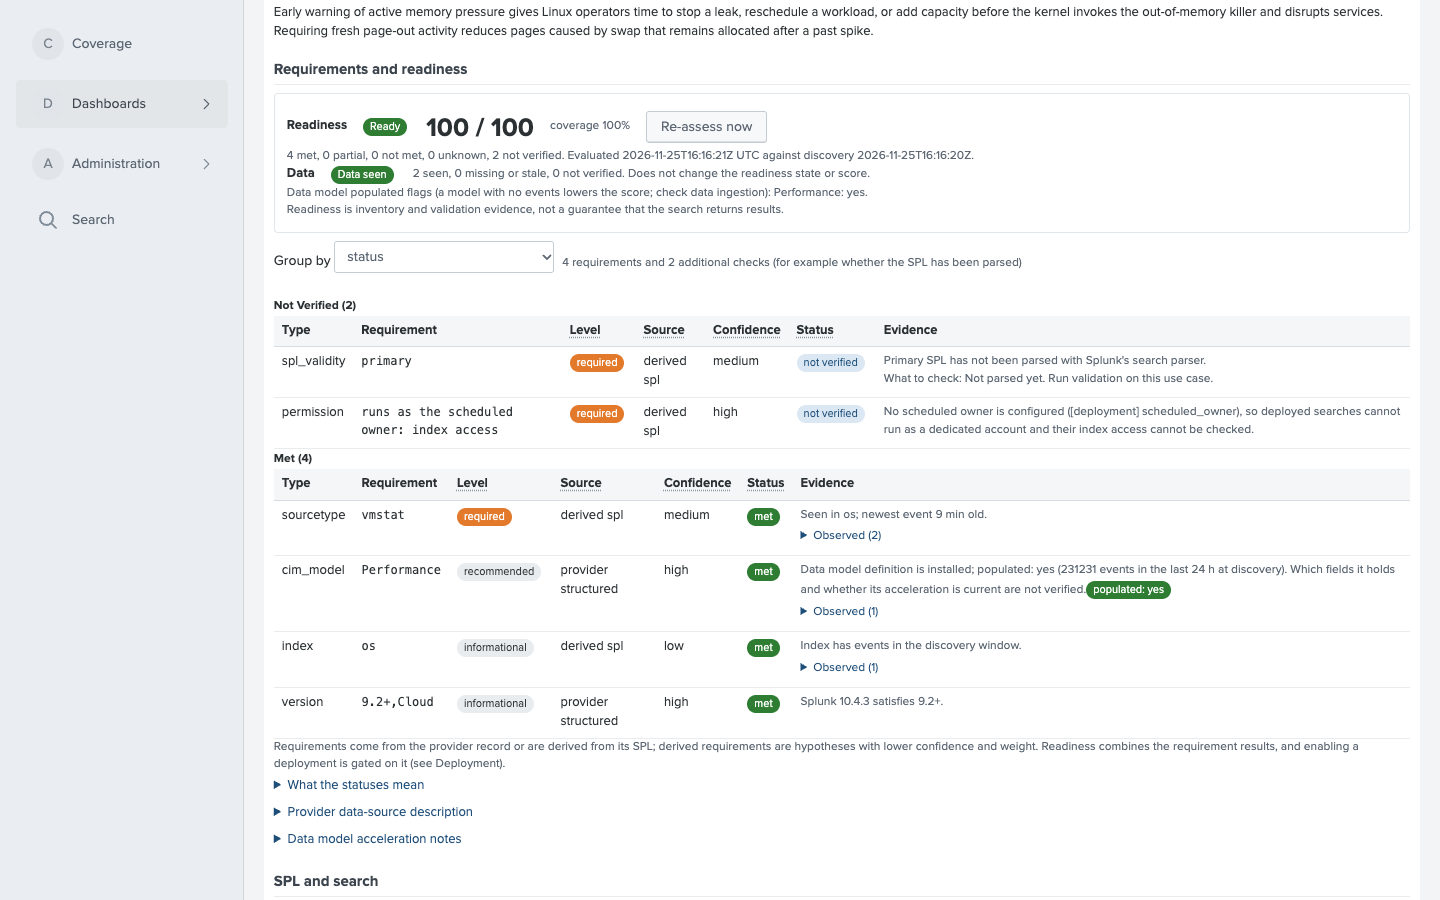 C Coverage
D Dashboards
A Administration
Search
Early warning of active memory pressure gives Linux operators time to stop a leak, reschedule a workload, or add capacity before the kernel invokes the out-of-memory killer and disrupts services.
Requiring fresh page-out activity reduces pages caused by swap that remains allocated after a past spike.
Requirements and readiness
Readiness Ready 100 / 100 coverage 100% Re-assess now
4 met, 0 partial, 0 not met, 0 unknown, 2 not verified. Evaluated 2026-11-25T16:16:21Z UTC against discovery 2026-11-25T16:16:20Z.
Data Data seen 2 seen, 0 missing or stale, 0 not verified. Does not change the readiness state or score.
Data model populated flags (a model with no events lowers the score; check data ingestion): Performance: yes.
Readiness is inventory and validation evidence, not a guarantee that the search returns results.
Group by status 4 requirements and 2 additional checks (for example whether the SPL has been parsed)
Not Verified (2)
Type Requirement Level Source Confidence Status Evidence
spl_validity primary required derived medium not verified Primary SPL has not been parsed with Splunk's search parser.
spl What to check: Not parsed yet. Run validation on this use case.
permission runs as the scheduled required derived high not verified No scheduled owner is configured ([deployment] scheduled_owner), so deployed searches cannot
owner: index access spl run as a dedicated account and their index access cannot be checked.
Met (4)
Type Requirement Level Source Confidence Status Evidence
sourcetype vmstat required derived spl medium met Seen in os; newest event 9 min old.
Observed (2)
cim_model Performance recommended provider high met Data model definition is installed; populated: yes (231231 events in the last 24 h at discovery). Which fields it holds
structured and whether its acceleration is current are not verified. populated: yes
Observed (1)
index os informational derived spl low met Index has events in the discovery window.
Observed (1)
version 9.2+,Cloud informational provider high met Splunk 10.4.3 satisfies 9.2+.
structured
Requirements come from the provider record or are derived from its SPL; derived requirements are hypotheses with lower confidence and weight. Readiness combines the requirement results, and enabling a
deployment is gated on it (see Deployment).
What the statuses mean
Provider data-source description
Data model acceleration notes
SPL and search